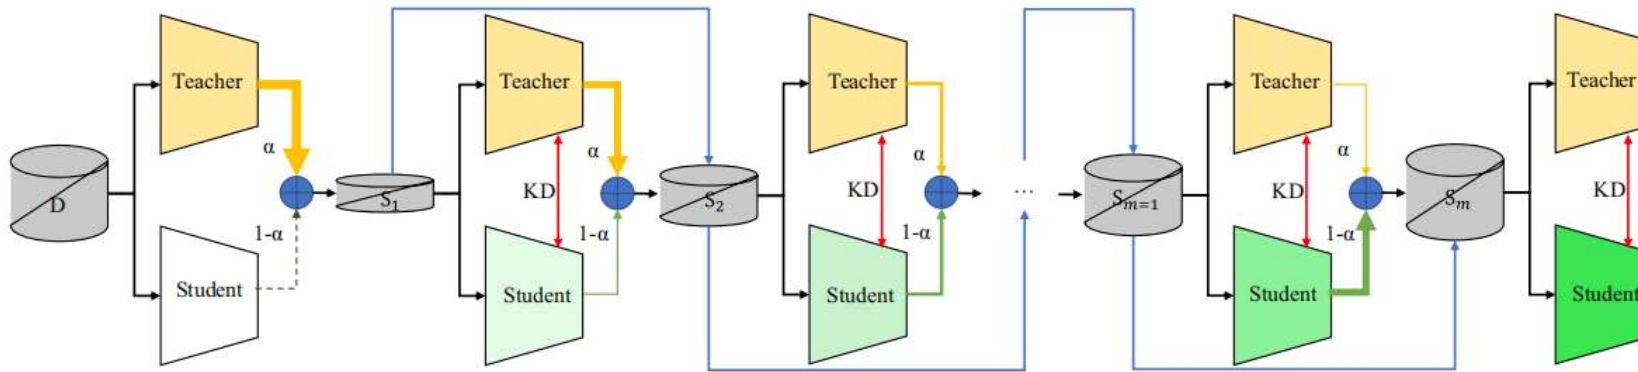 Teacher
α
D
1-α
Student
S₁
Teacher
α
KD
1-α
Student
S₂
Teacher
α
KD
1-α
Student
...
Sₘ₌₁
Teacher
α
KD
1-α
Student
Sₘ
Teacher
KD
Student